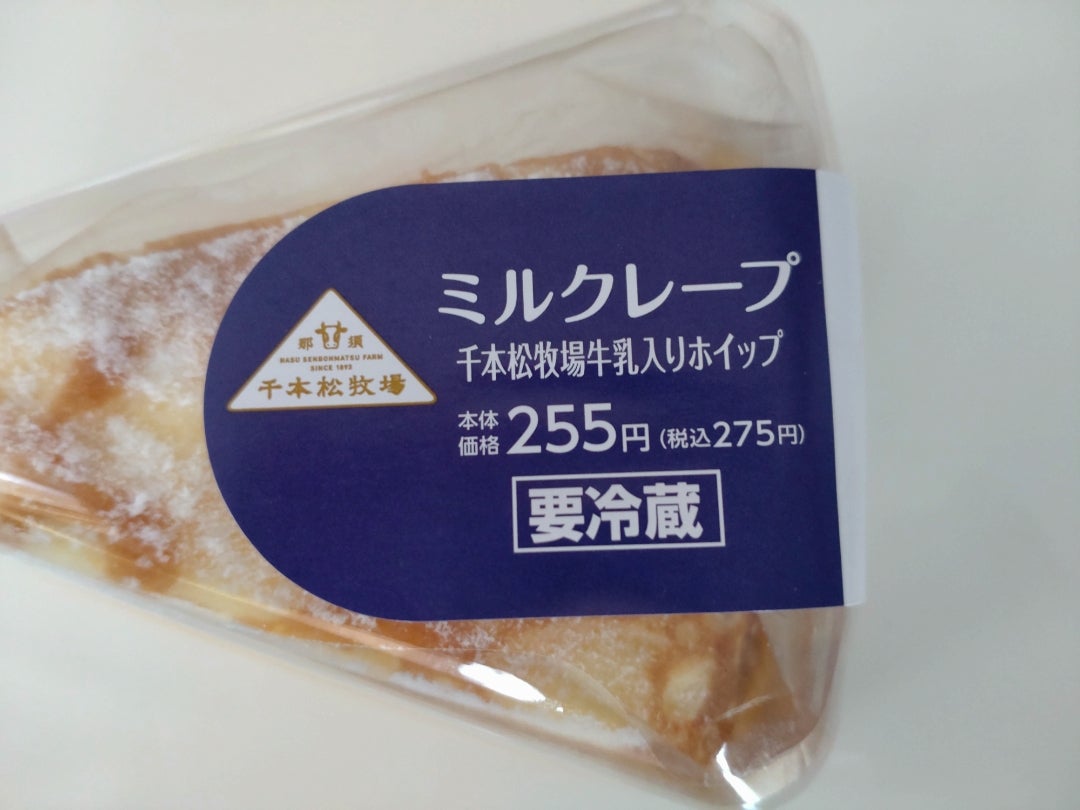 那 須
NASU SENBONMATSU FARM
SINCE 1893
千本松牧場
ミルクレープ
千本松牧場牛乳入りホイップ
本体価格 255円 (税込275円)
要冷蔵